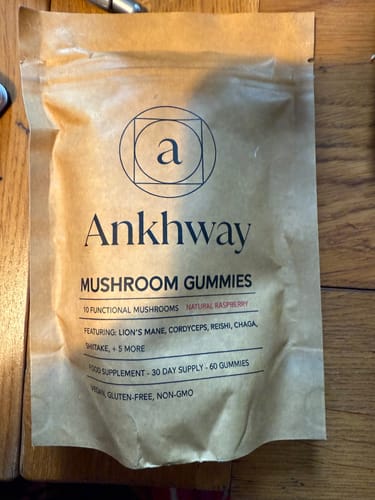 a
Ankhway
MUSHROOM GUMMIES
10 FUNCTIONAL MUSHROOMS NATURAL RASPBERRY
FEATURING: LION'S MANE, CORDYCEPS, REISHI, CHAGA,
SHIITAKE, + 5 MORE
FOOD SUPPLEMENT - 30 DAY SUPPLY - 60 GUMMIES
VEGAN, GLUTEN-FREE, NON-GMO